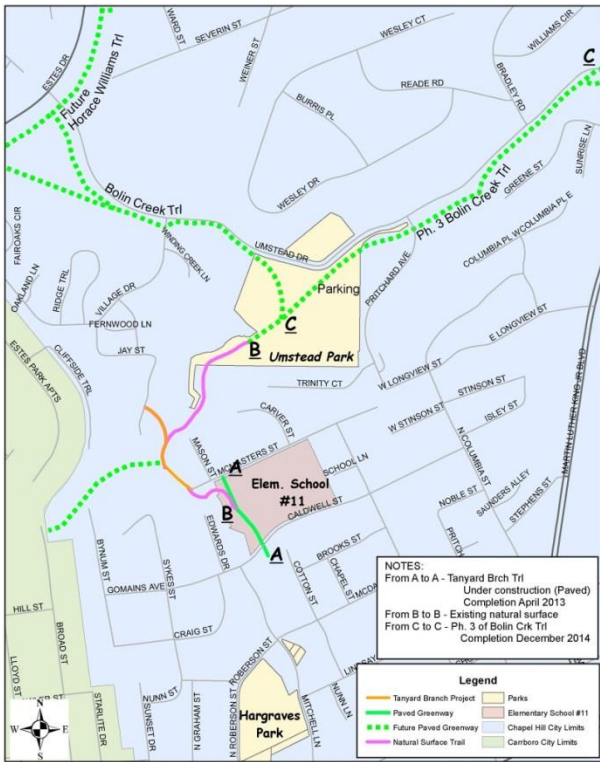 WARD ST
SEVERIN ST
WESLEY CT
WILLIAMS CIR
C
ESTES DR
Future
Horace Williams Trl
WEINER ST
BRADLEY RD
READE RD
BURRIS PL
SUNRISE LN
GREENE ST
WESLEY DR
Bolin Creek Trl
Ph. 3 Bolin Creek Trl
FAIROAKS CIR
WINDING CREEK LN
UMSTEAD DR
COLUMBIA PL W
COLUMBIA PL E
OAKLAND LN
RIDGE TRL
VILLAGE DR
PRITCHARD AVE
Parking
C
FERNWOOD LN
E LONGVIEW ST
B
Umstead Park
JAY ST
ESTES PARK APTS
CLIFFSIDE TRL
TRINITY CT
W LONGVIEW ST
MARTIN LUTHER KING JR BLVD
STINSON ST
CARVER ST
W STINSON ST
ISLEY ST
MASON ST
MCMASTERS ST
N COLUMBIA ST
A
SCHOOL LN
Elem. School
#11
NOBLE ST
SAUNDERS ALLEY
STEPHENS ST
B
CALDWELL ST
EDWARDS DR
A
BROOKS ST
BYNUM ST
SYKES ST
GOMAINS AVE
COTTON ST
CHAPEL ST
NOTES:
From A to A - Tanyard Brch Trl
Under construction (Paved)
Completion April 2013
From B to B - Existing natural surface
From C to C - Ph. 3 of Bolin Crk Trl
Completion December 2014
HILL ST
BROAD ST
CRAIG ST
ROBERSON ST
LLOYD ST
STARLITE DR
NUNN ST
SUNSET DR
N GRAHAM ST
N ROBERSON ST
MITCHELL LN
NUNN LN
Hargraves
Park
N
W
E
S
Legend
Tanyard Branch Project
Paved Greenway
Future Paved Greenway
Natural Surface Trail
Parks
Elementary School #11
Chapel Hill City Limits
Carrboro City Limits